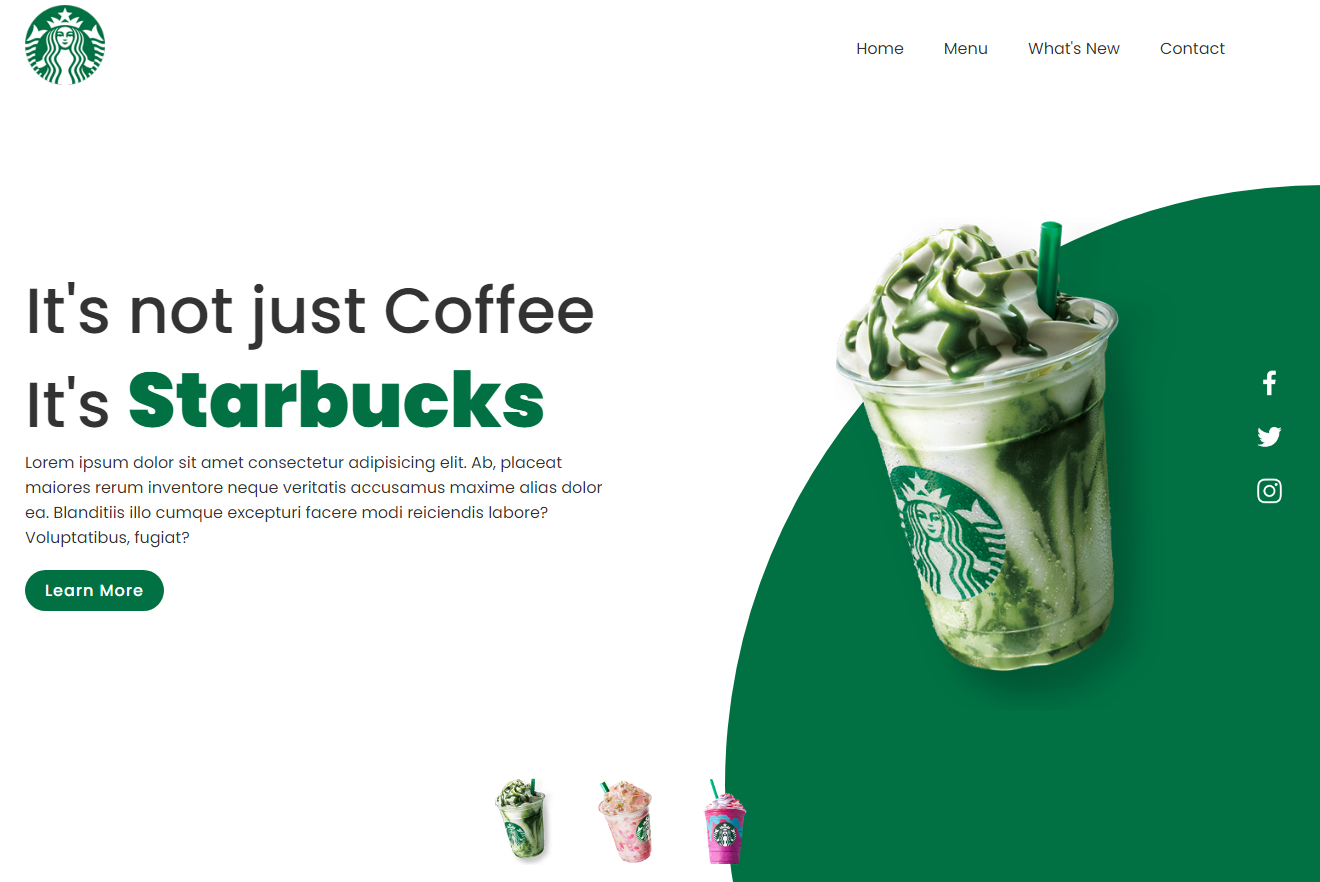 Home
Menu
What's New
Contact
It's not just Coffee
It's Starbucks
Lorem ipsum dolor sit amet consectetur adipisicing elit. Ab, placeat
maiores rerum inventore neque veritatis accusamus maxime alias dolor
ea. Blanditiis illo cumque excepturi facere modi reiciendis labore?
Voluptatibus, fugiat?
Learn More